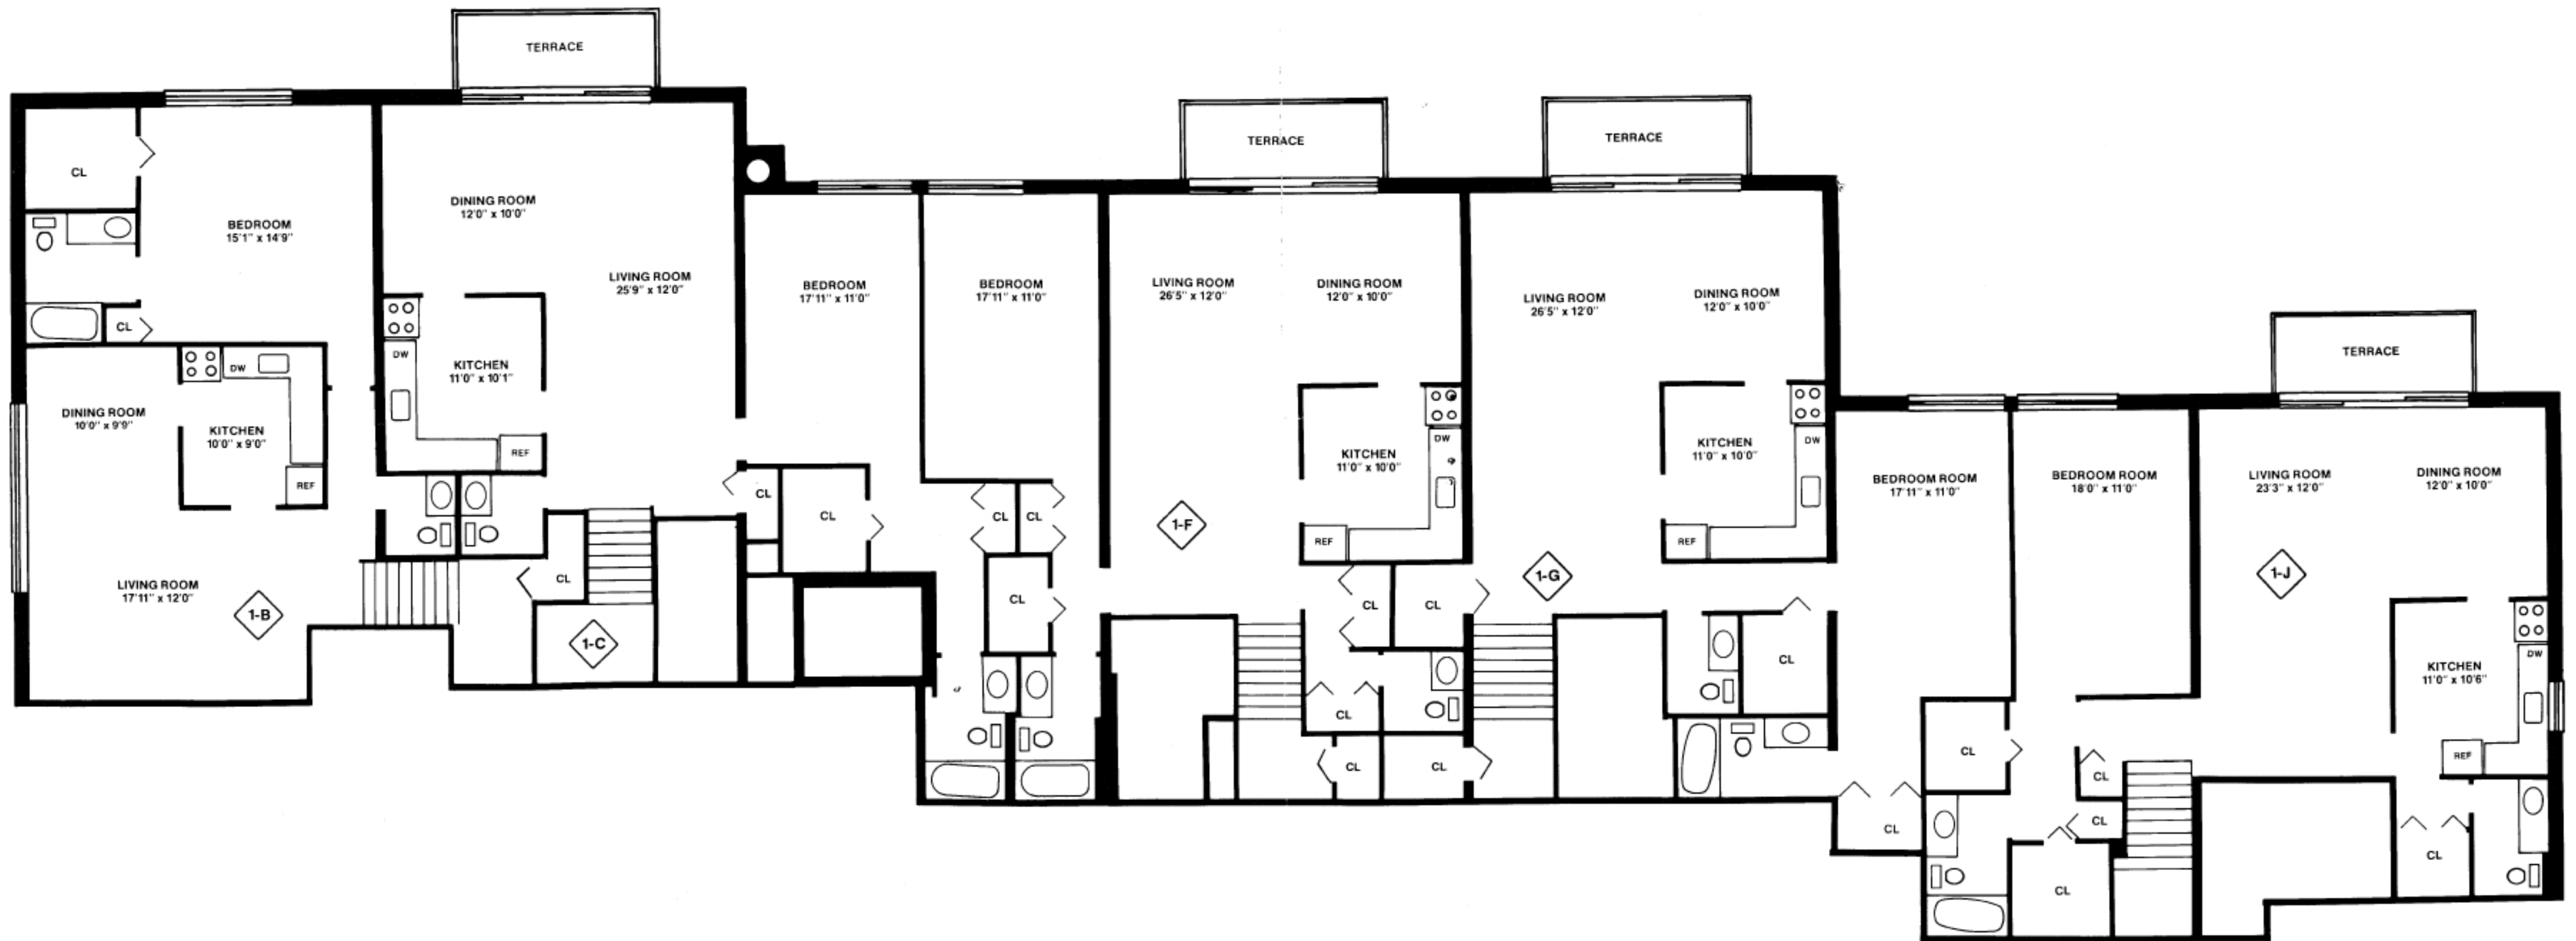 TERRACE
CL
BEDROOM
15'1" x 14'9"
CL
DINING ROOM
10'0" x 9'9"
DW
KITCHEN
10'0" x 9'0"
REF
LIVING ROOM
17'11" x 12'0"
1-B
DINING ROOM
12'0" x 10'0"
LIVING ROOM
25'9" x 12'0"
DW
KITCHEN
11'0" x 10'1"
REF
CL
1-C
BEDROOM
17'11" x 11'0"
CL
CL
BEDROOM
17'11" x 11'0"
CL
CL
CL
TERRACE
LIVING ROOM
26'5" x 12'0"
DINING ROOM
12'0" x 10'0"
DW
KITCHEN
11'0" x 10'0"
REF
1-F
CL
CL
CL
CL
CL
TERRACE
LIVING ROOM
26'5" x 12'0"
DINING ROOM
12'0" x 10'0"
DW
KITCHEN
11'0" x 10'0"
REF
1-G
CL
BEDROOM ROOM
17'11" x 11'0"
CL
BEDROOM ROOM
18'0" x 11'0"
CL
CL
CL
CL
TERRACE
LIVING ROOM
23'3" x 12'0"
DINING ROOM
12'0" x 10'0"
1-J
DW
KITCHEN
11'0" x 10'6"
REF
CL